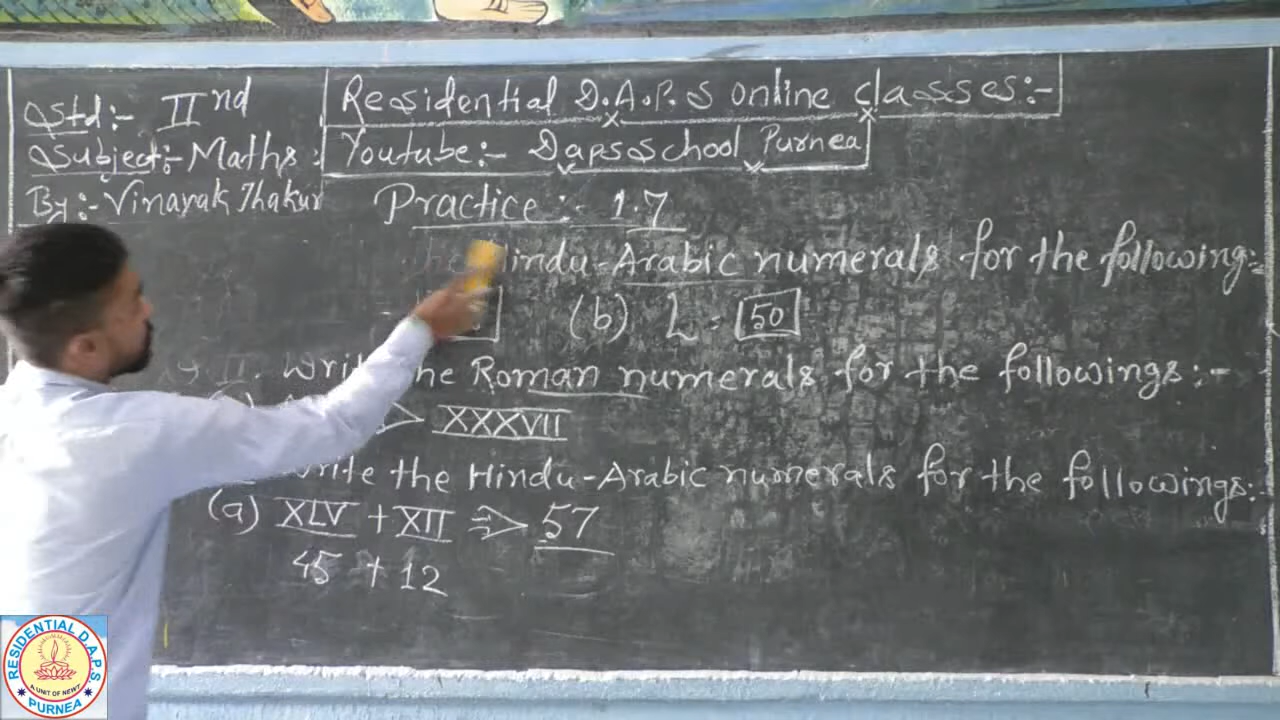 Std:- IInd
Residential D.A.P.S online classes:-
Subject:- Maths:
Youtube:- Dapsschool Purnea
By:- Vinayak Thakur
Practice:- 1.7
Hindu-Arabic numerals for the following:-
(b) L = 50
II. Write the Roman numerals for the followings:-
XXXVII
Write the Hindu-Arabic numerals for the followings:-
(a) XLV + XII => 57
45 + 12
RESIDENTIAL D.A.P.S
PURNEA